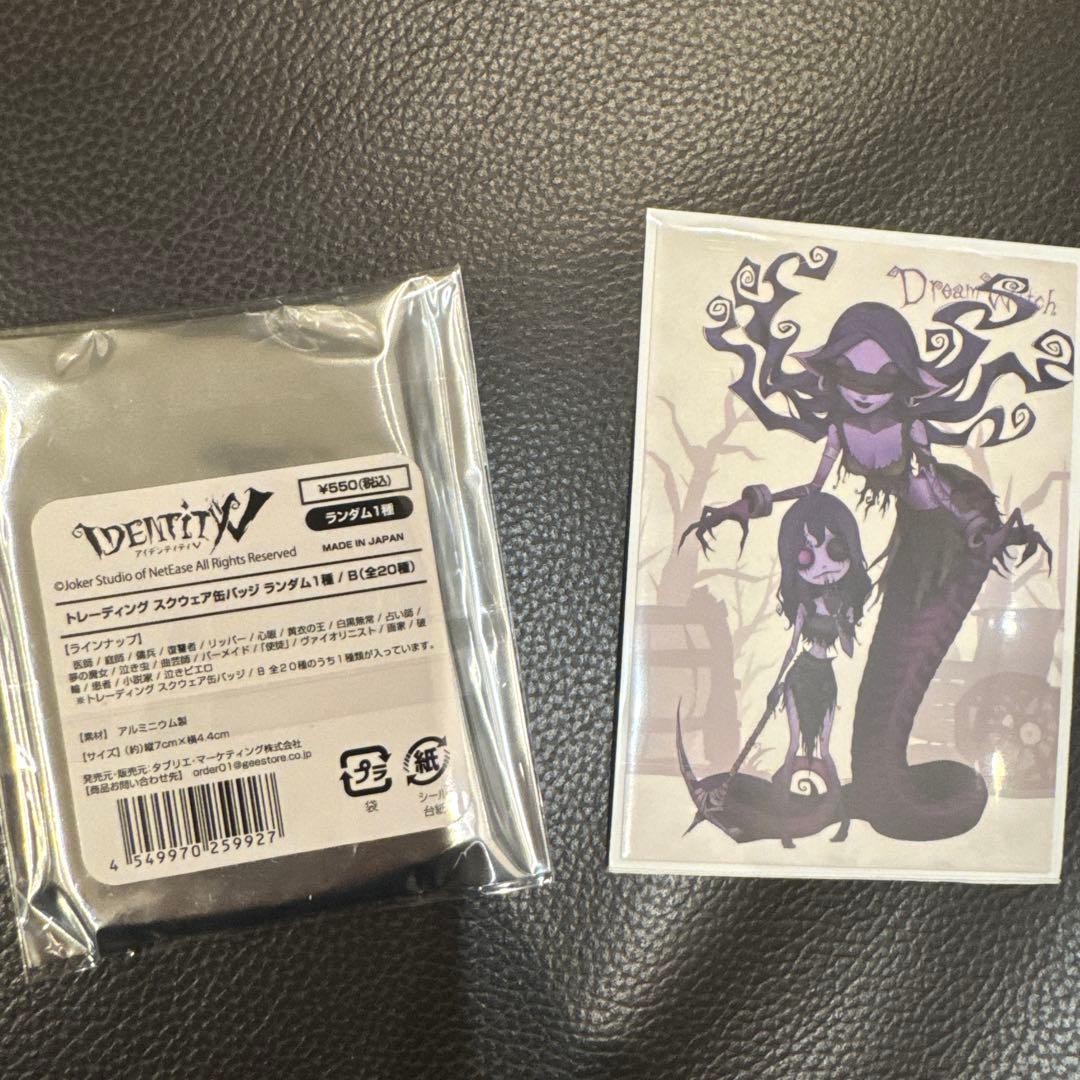 IDENTITY V
アイデンティティV
¥550(税込)
ランダム1種
MADE IN JAPAN
©Joker Studio of NetEase All Rights Reserved
トレーディング スクウェア缶バッジ ランダム1種 / B(全20種)
【ラインナップ】
医師 / 庭師 / 傭兵 / 復讐者 / リッパー / 心眼 / 黄衣の王 / 白黒無常 / 占い師 /
夢の魔女 / 泣き虫 / 曲芸師 / バーメイド / 「使徒」 / ヴァイオリニスト / 画家 / 破
輪 / 患者 / 小説家 / 泣きピエロ
※トレーディング スクウェア缶バッジ / B 全20種のうち1種類が入っています。
【素材】 アルミニウム製
【サイズ】(約)縦7cm×横4.4cm
発売元・販売元:タブリエ・マーケティング株式会社
【商品お問い合わせ先】 order01@geestore.co.jp
プラ
袋
紙
シール
台紙
4 549970 259927
Dream Witch